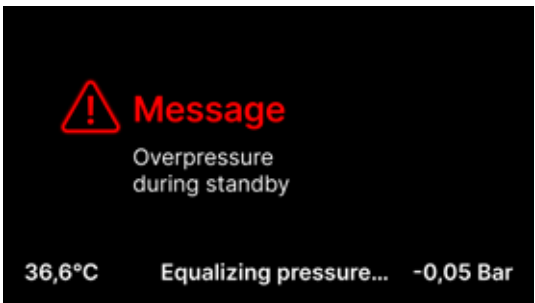 Message
Overpressure
during standby
36,6°C Equalizing pressure... -0,05 Bar